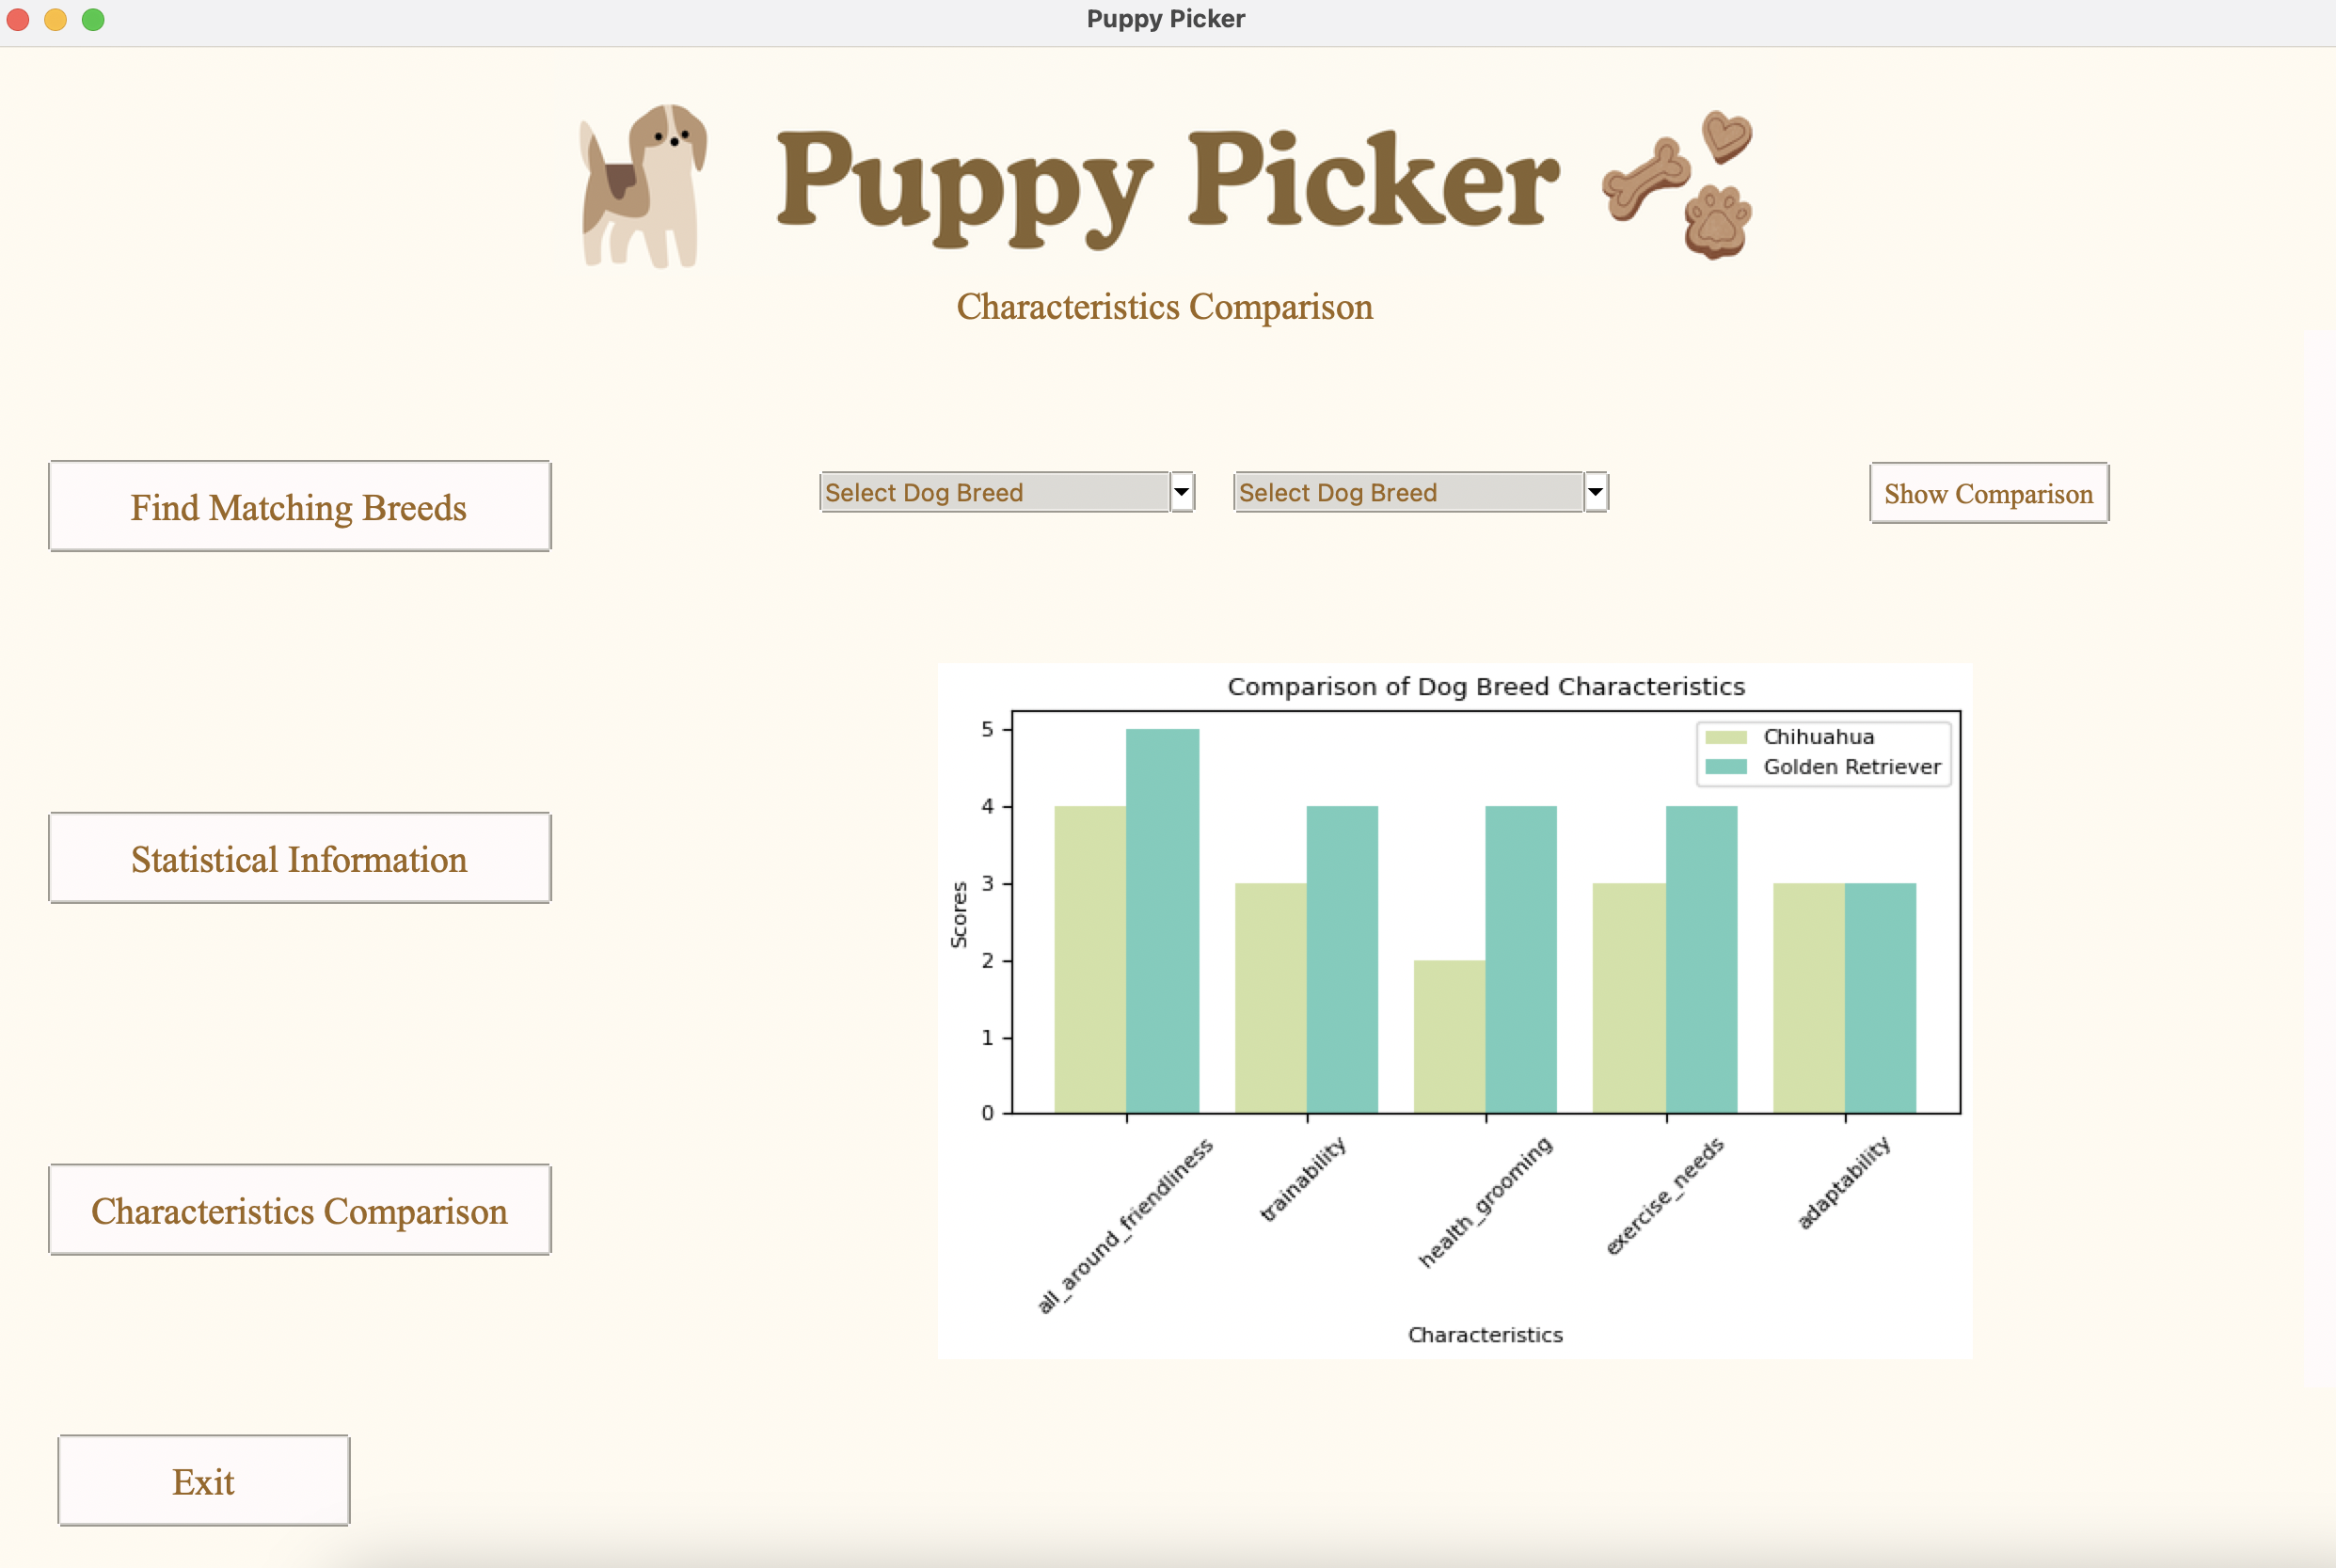 Puppy Picker
Puppy Picker
Characteristics Comparison
Find Matching Breeds
Select Dog Breed
Select Dog Breed
Show Comparison
Statistical Information
Characteristics Comparison
Exit
Comparison of Dog Breed Characteristics
Chihuahua
Golden Retriever
Scores
5
4
3
2
1
0
all_around_friendliness
trainability
health_grooming
exercise_needs
adaptability
Characteristics